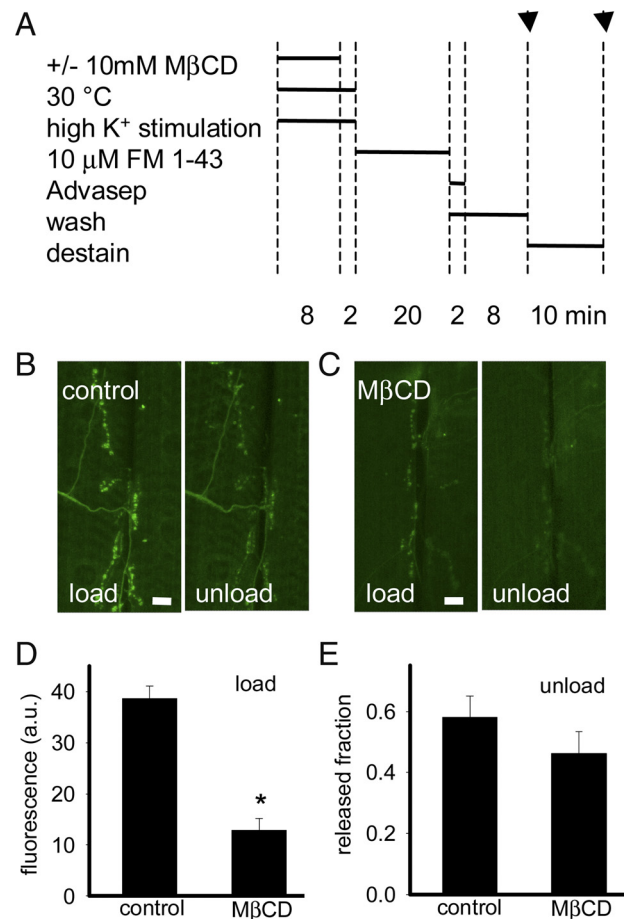 A
+/- 10mM MβCD
30 °C
high K+ stimulation
10 μM FM 1-43
Advasep
wash
destain
8 2 20 2 8 10 min
B
control
load
unload
C
MβCD
load
unload
D
load
fluorescence (a.u.)
40
30
20
10
0
*
control
MβCD
E
unload
released fraction
0.6
0.4
0.2
0.0
control
MβCD